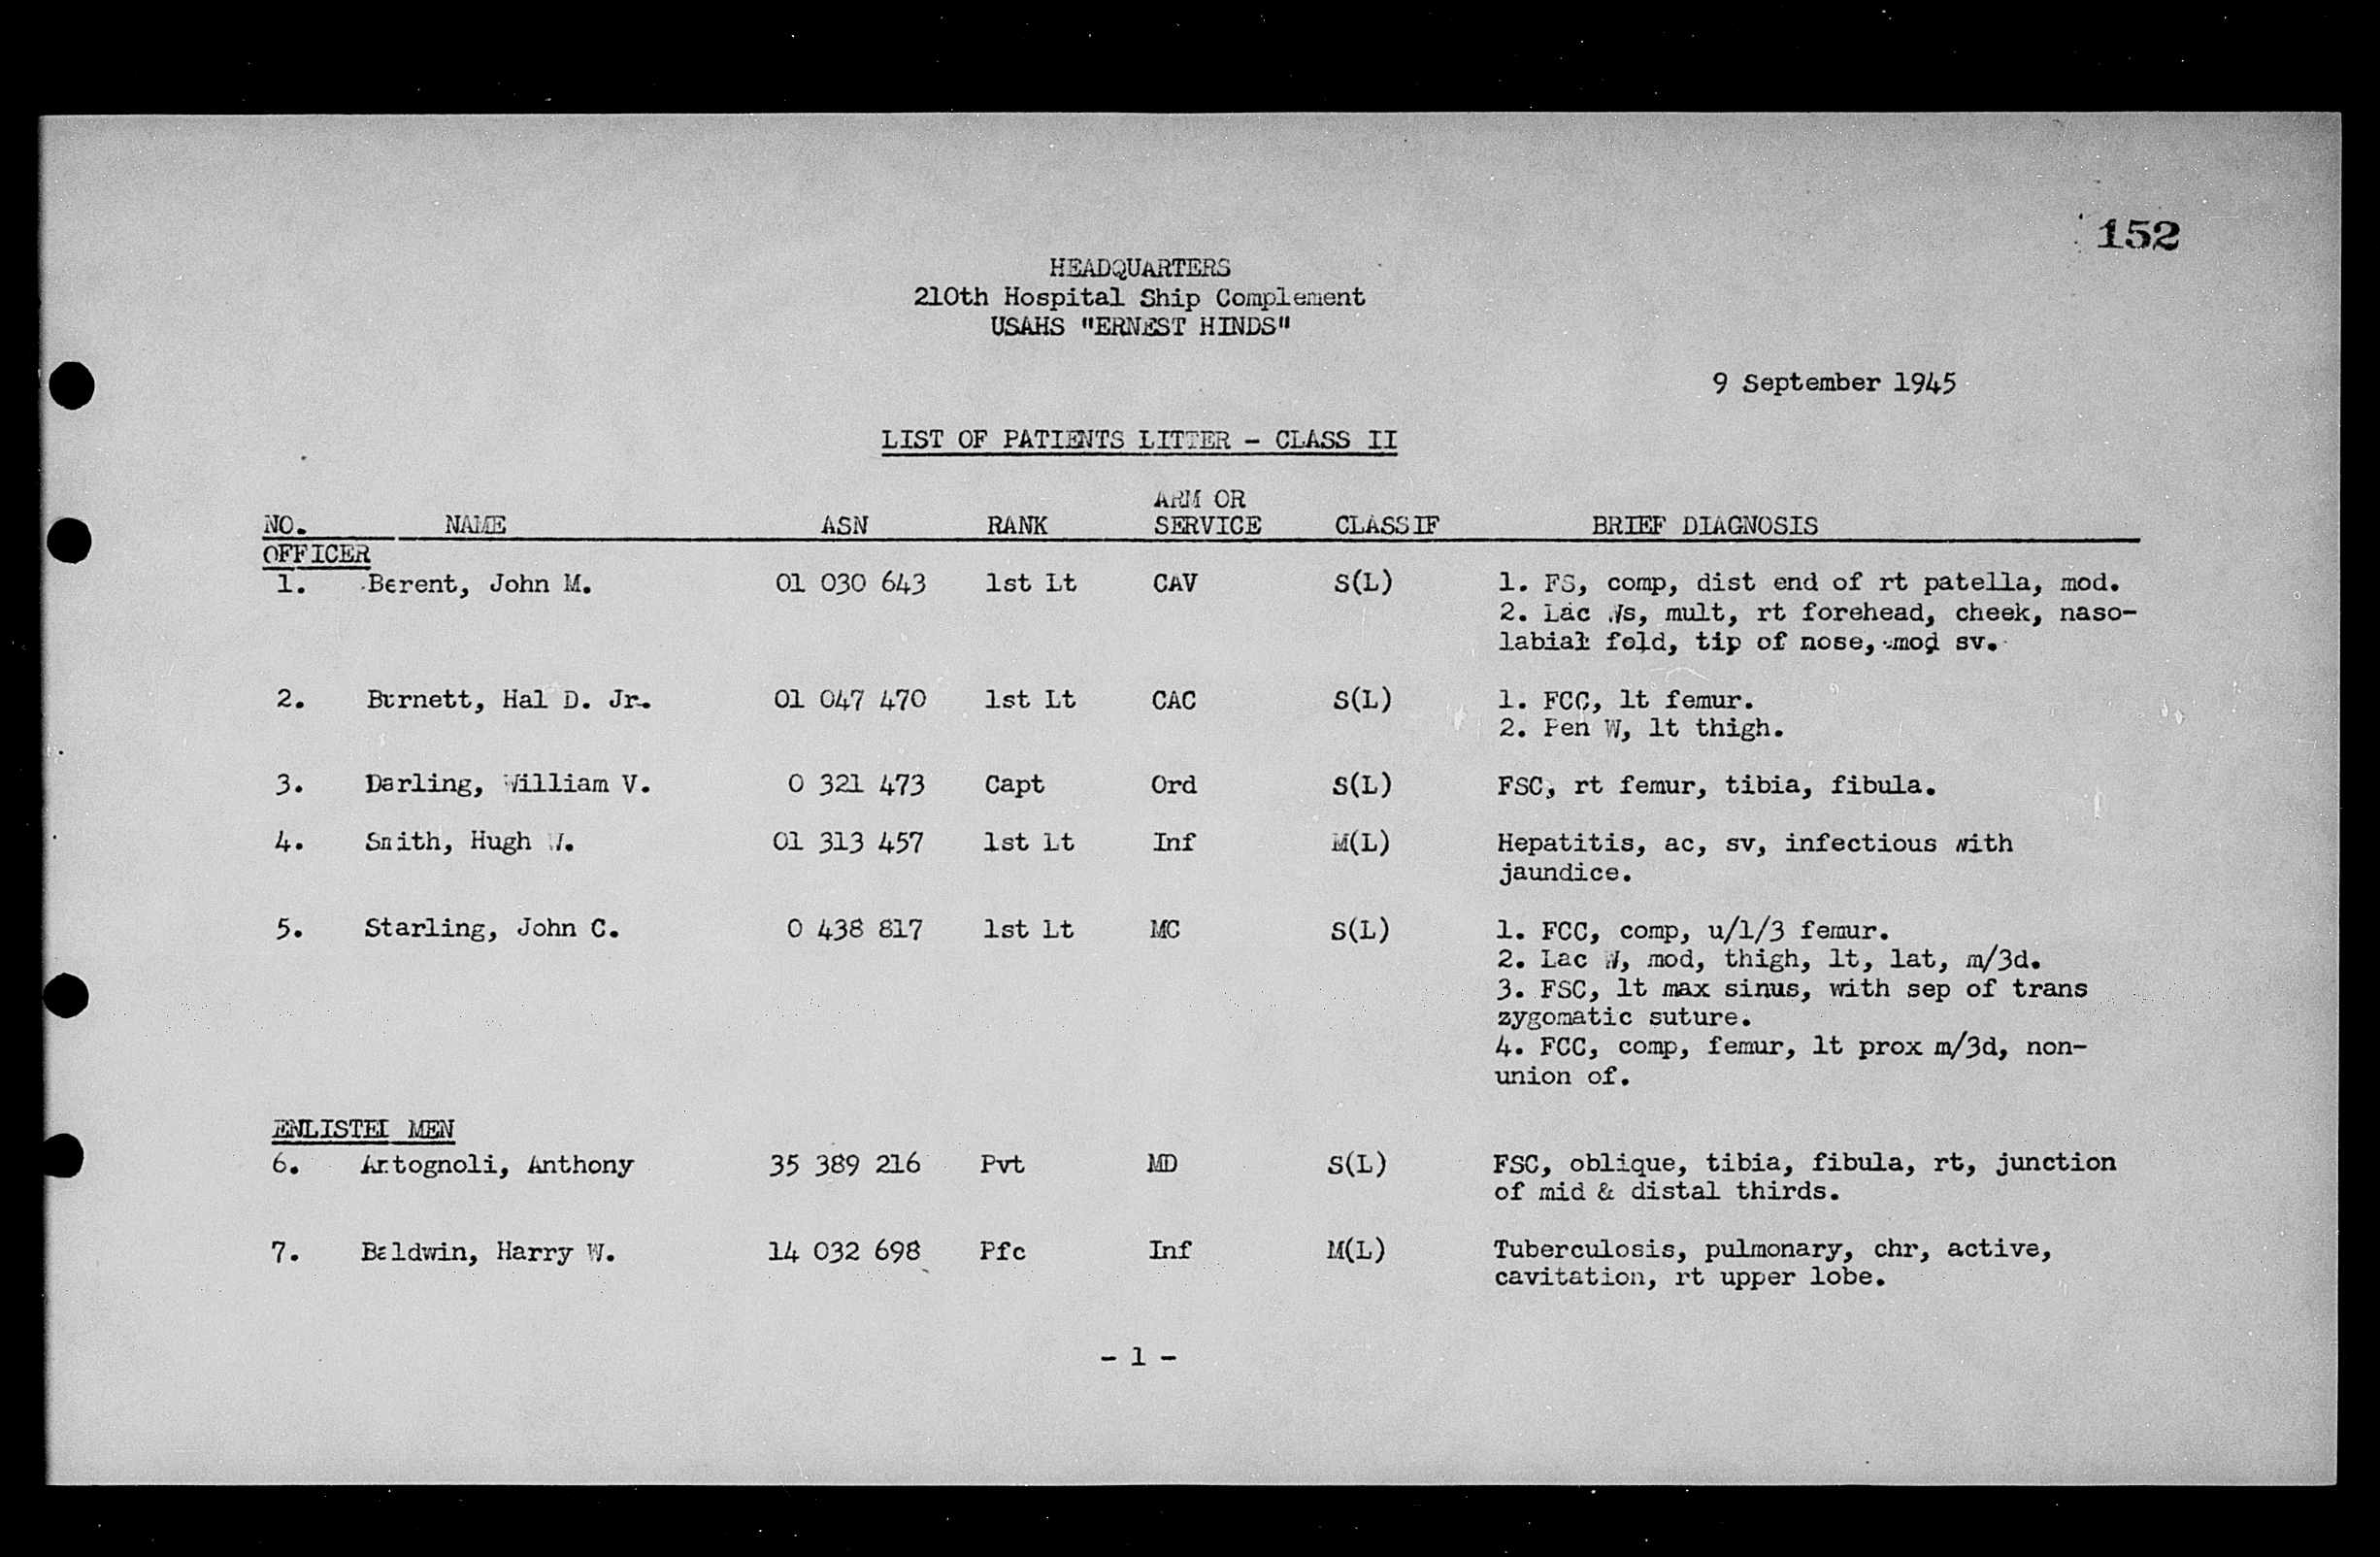 152
HEADQUARTERS
210th Hospital Ship Complement
USAHS "ERNEST HINDS"
9 September 1945
LIST OF PATIENTS LITTER - CLASS II
ARM OR
NO. NAME ASN RANK SERVICE CLASSIF BRIEF DIAGNOSIS
OFFICER
1. Berent, John M. 01 030 643 1st Lt CAV S(L) 1. FS, comp, dist end of rt patella, mod.
2. Lac Ws, mult, rt forehead, cheek, naso-
labial fold, tip of nose, mod sv.
2. Burnett, Hal D. Jr. 01 047 470 1st Lt CAC S(L) 1. FCC, lt femur.
2. Pen W, lt thigh.
3. Darling, William V. 0 321 473 Capt Ord S(L) FSC, rt femur, tibia, fibula.
4. Smith, Hugh W. 01 313 457 1st Lt Inf M(L) Hepatitis, ac, sv, infectious with
jaundice.
5. Starling, John C. 0 438 817 1st Lt MC S(L) 1. FCC, comp, u/1/3 femur.
2. Lac W, mod, thigh, lt, lat, m/3d.
3. FSC, lt max sinus, with sep of trans
zygomatic suture.
4. FCC, comp, femur, lt prox m/3d, non-
union of.
ENLISTED MEN
6. Antognoli, Anthony 35 389 216 Pvt MD S(L) FSC, oblique, tibia, fibula, rt, junction
of mid & distal thirds.
7. Baldwin, Harry W. 14 032 698 Pfc Inf M(L) Tuberculosis, pulmonary, chr, active,
cavitation, rt upper lobe.
- 1 -